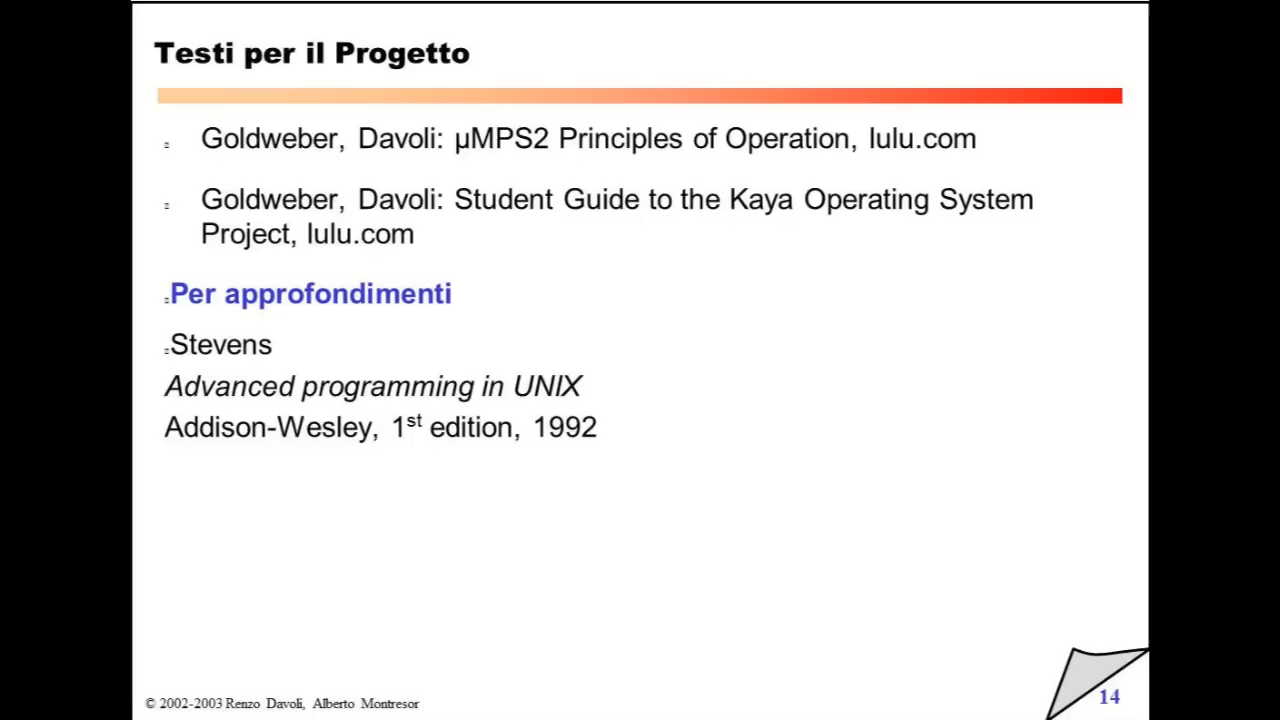 Testi per il Progetto
Goldweber, Davoli: µMPS2 Principles of Operation, lulu.com
Goldweber, Davoli: Student Guide to the Kaya Operating System
Project, lulu.com
Per approfondimenti
Stevens
Advanced programming in UNIX
Addison-Wesley, 1st edition, 1992
© 2002-2003 Renzo Davoli, Alberto Montresor
14